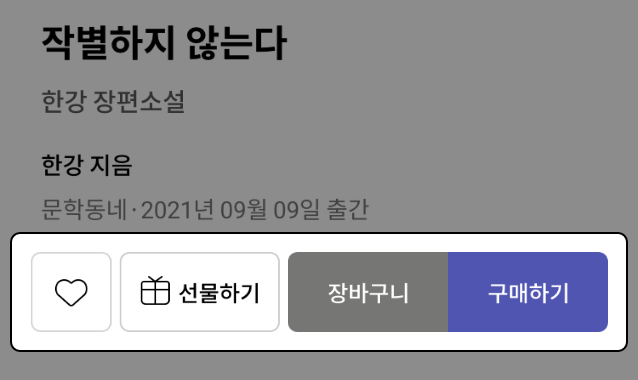 작별하지 않는다
한강 장편소설
한강 지음
문학동네·2021년 09월 09일 출간
선물하기 장바구니 구매하기